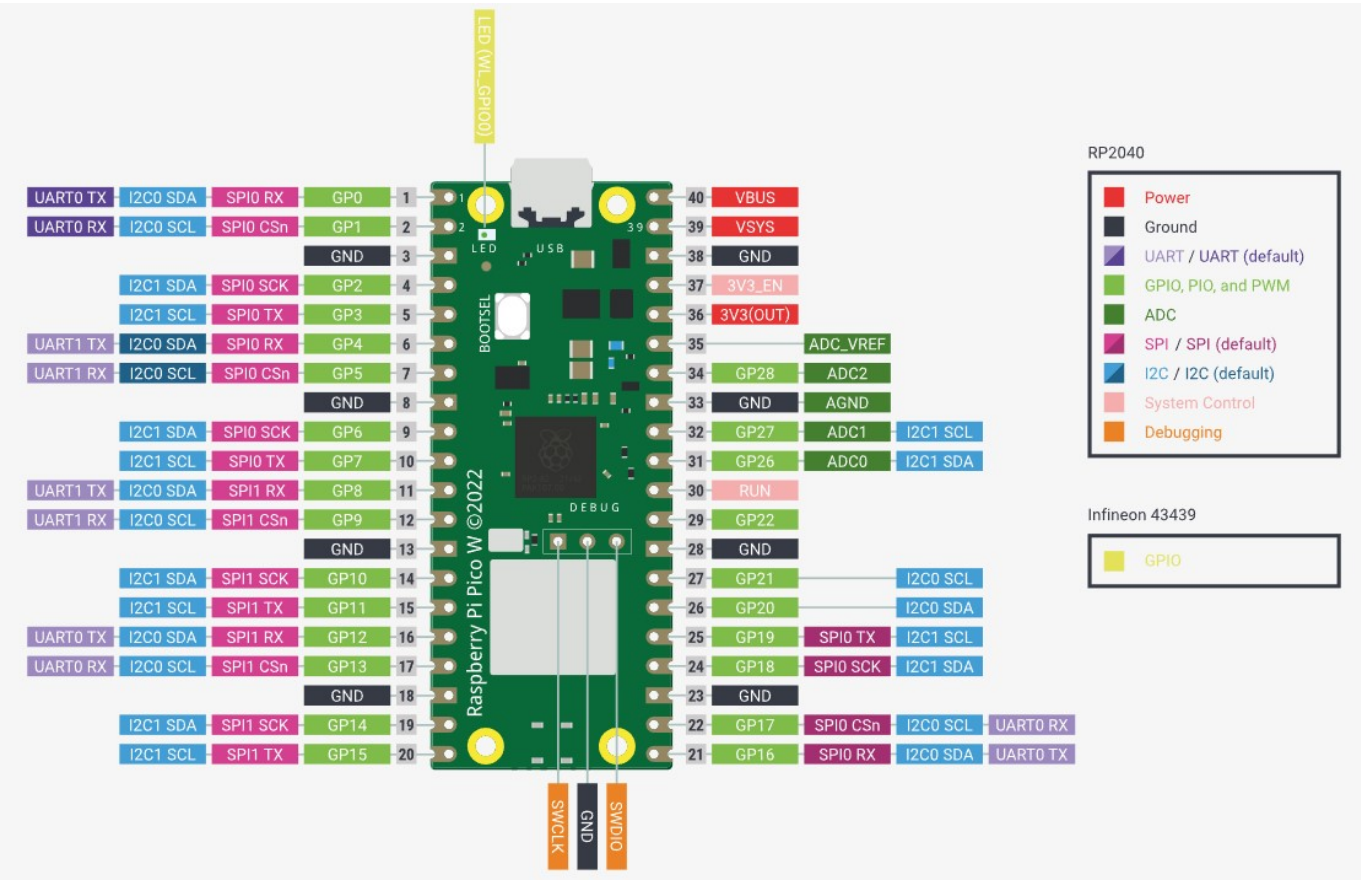 LED (WL_GPIO0)
UART0 TX I2C0 SDA SPI0 RX GP0 1
UART0 RX I2C0 SCL SPI0 CSn GP1 2
GND 3
I2C1 SDA SPI0 SCK GP2 4
I2C1 SCL SPI0 TX GP3 5
UART1 TX I2C0 SDA SPI0 RX GP4 6
UART1 RX I2C0 SCL SPI0 CSn GP5 7
GND 8
I2C1 SDA SPI0 SCK GP6 9
I2C1 SCL SPI0 TX GP7 10
UART1 TX I2C0 SDA SPI1 RX GP8 11
UART1 RX I2C0 SCL SPI1 CSn GP9 12
GND 13
I2C1 SDA SPI1 SCK GP10 14
I2C1 SCL SPI1 TX GP11 15
UART0 TX I2C0 SDA SPI1 RX GP12 16
UART0 RX I2C0 SCL SPI1 CSn GP13 17
GND 18
I2C1 SDA SPI1 SCK GP14 19
I2C1 SCL SPI1 TX GP15 20
1
2
39
LED
USB
BOOTSEL
DEBUG
Raspberry Pi Pico W ©2022
40 VBUS
39 VSYS
38 GND
37 3V3_EN
36 3V3(OUT)
35 ADC_VREF
34 GP28 ADC2
33 GND AGND
32 GP27 ADC1 I2C1 SCL
31 GP26 ADC0 I2C1 SDA
30 RUN
29 GP22
28 GND
27 GP21 I2C0 SCL
26 GP20 I2C0 SDA
25 GP19 SPI0 TX I2C1 SCL
24 GP18 SPI0 SCK I2C1 SDA
23 GND
22 GP17 SPI0 CSn I2C0 SCL UART0 RX
21 GP16 SPI0 RX I2C0 SDA UART0 TX
SWCLK
GND
SWDIO
RP2040
Power
Ground
UART / UART (default)
GPIO, PIO, and PWM
ADC
SPI / SPI (default)
I2C / I2C (default)
System Control
Debugging
Infineon 43439
GPIO